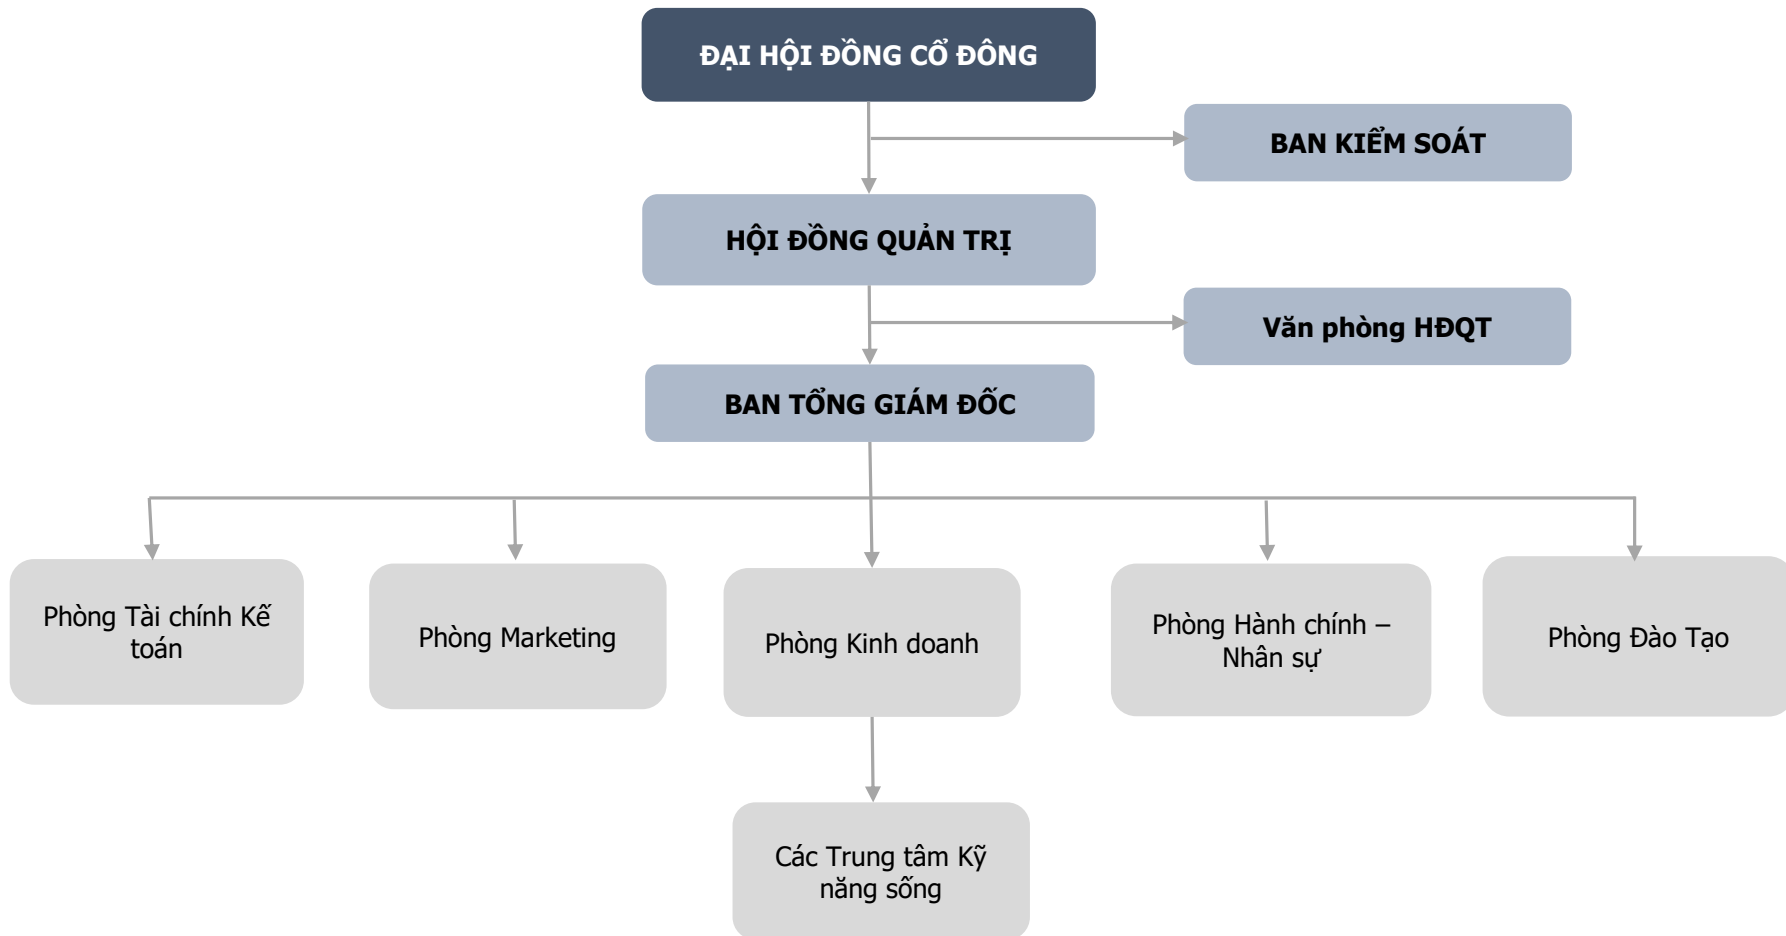 ĐẠI HỘI ĐỒNG CỔ ĐÔNG
BAN KIỂM SOÁT
HỘI ĐỒNG QUẢN TRỊ
Văn phòng HĐQT
BAN TỔNG GIÁM ĐỐC
Phòng Tài chính Kế
toán
Phòng Marketing
Phòng Kinh doanh
Phòng Hành chính –
Nhân sự
Phòng Đào Tạo
Các Trung tâm Kỹ
năng sống